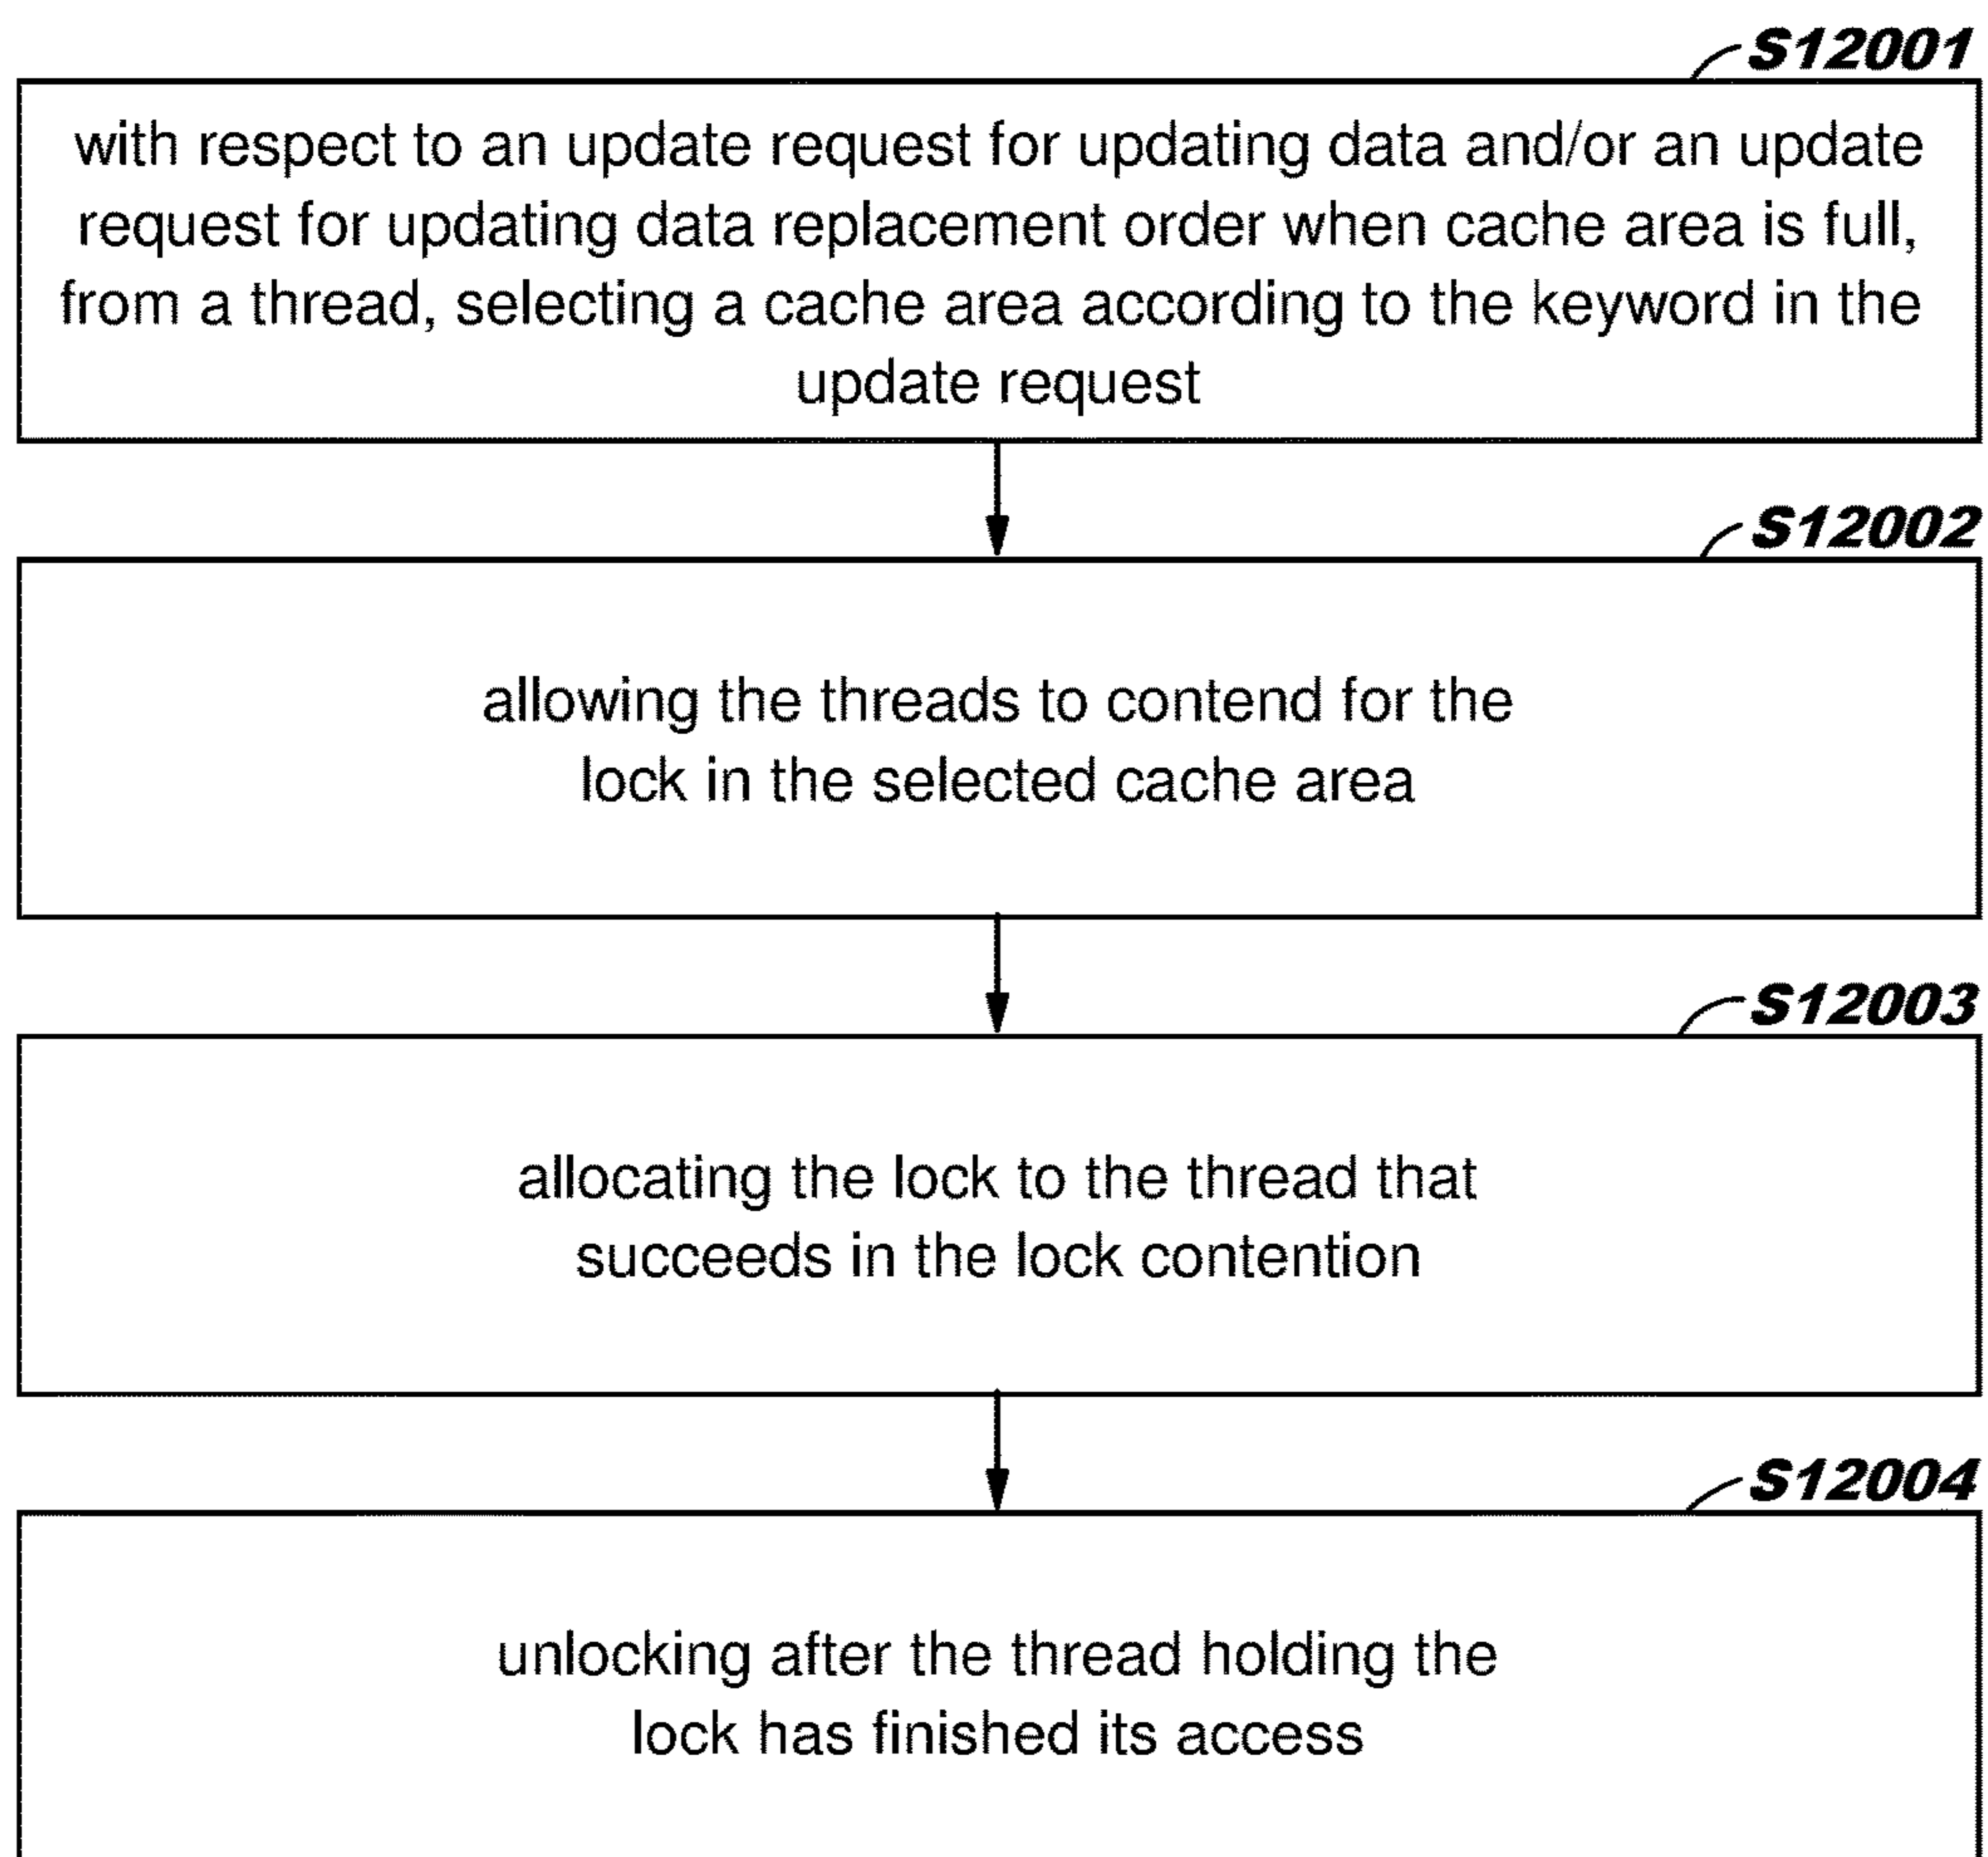 S12001
with respect to an update request for updating data and/or an update
request for updating data replacement order when cache area is full,
from a thread, selecting a cache area according to the keyword in the
update request
S12002
allowing the threads to contend for the
lock in the selected cache area
S12003
allocating the lock to the thread that
succeeds in the lock contention
S12004
unlocking after the thread holding the
lock has finished its access